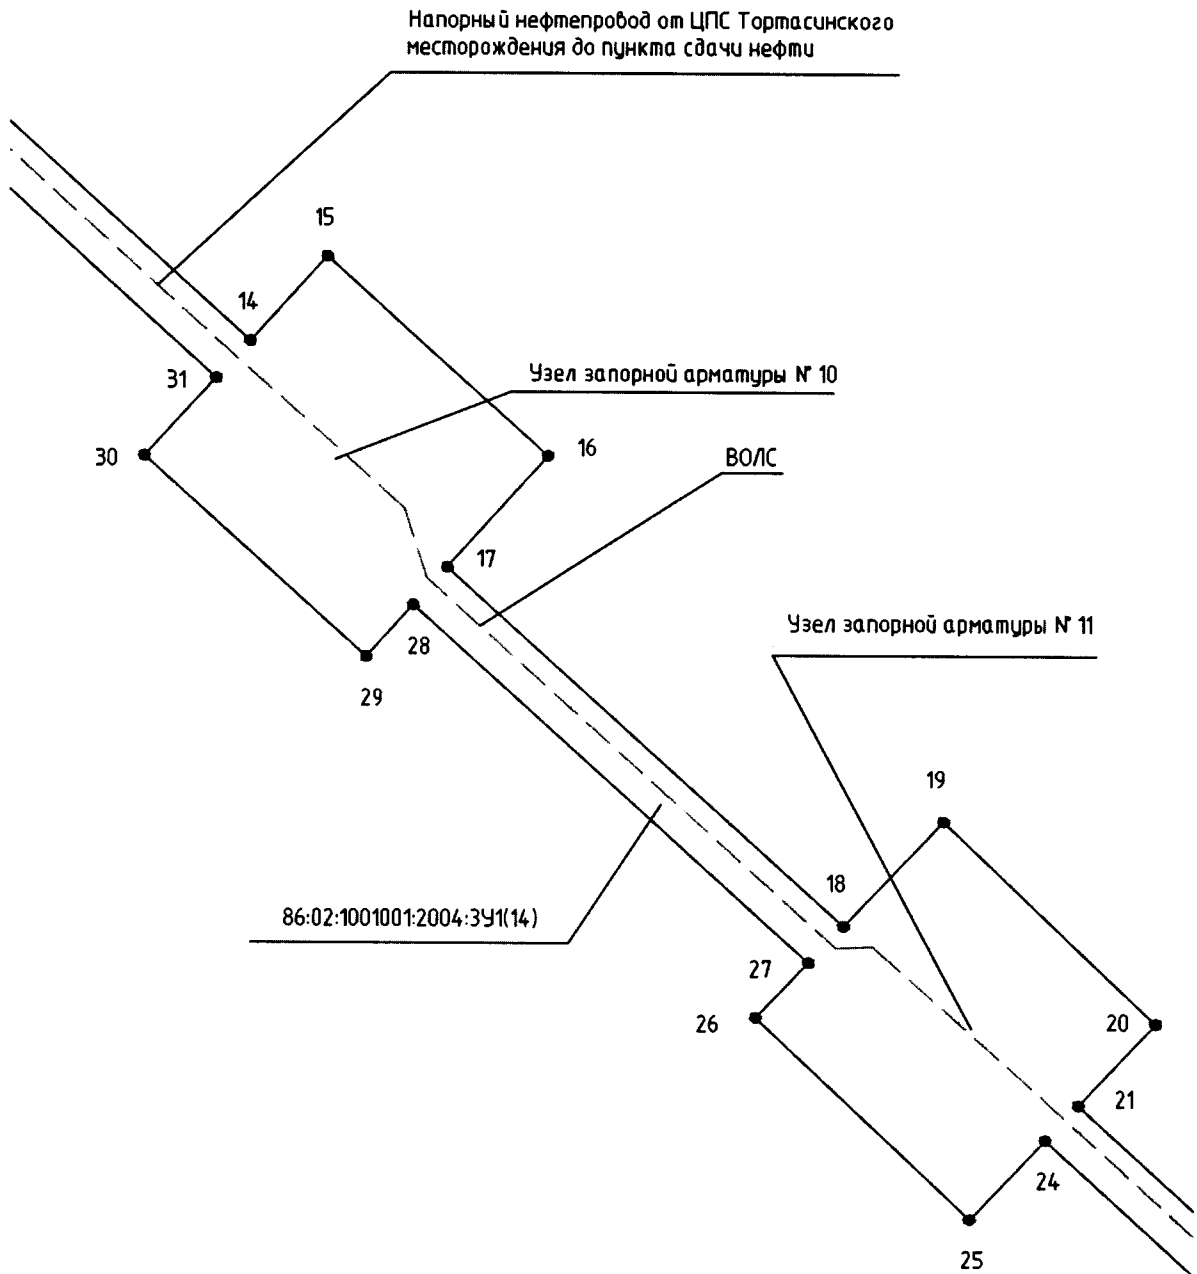 Напорный нефтепровод от ЦПС Тортасинского
месторождения до пункта сдачи нефти
15
14
31
Узел запорной арматуры № 10
30
16
ВОЛС
17
28
Узел запорной арматуры № 11
29
19
18
86:02:1001001:2004:ЗУ1(14)
27
26
20
21
24
25